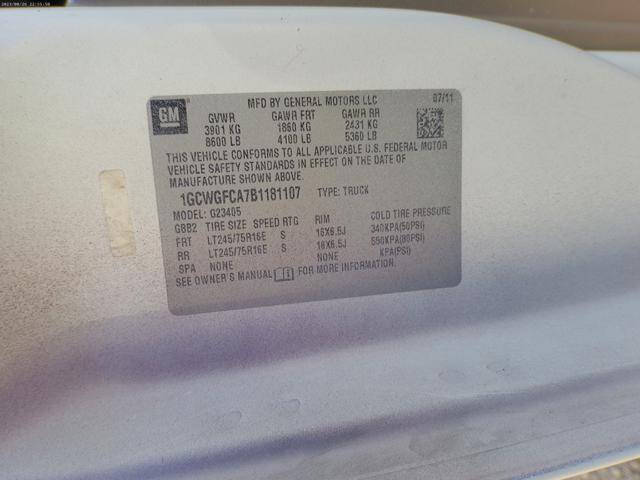 2023/08/26 22:55:50
GM
MFD BY GENERAL MOTORS LLC 07/11
GVWR GAWR FRT GAWR RR
3901 KG 1860 KG 2431 KG
8600 LB 4100 LB 5360 LB
THIS VEHICLE CONFORMS TO ALL APPLICABLE U.S. FEDERAL MOTOR
VEHICLE SAFETY STANDARDS IN EFFECT ON THE DATE OF
MANUFACTURE SHOWN ABOVE.
1GCWGFCA7B1181107 TYPE: TRUCK
MODEL: G23405
G8B2 TIRE SIZE SPEED RTG RIM COLD TIRE PRESSURE
FRT LT245/75R16E S 16X6.5J 340KPA(50PSI)
RR LT245/75R16E S 16X6.5J 550KPA(80PSI)
SPA NONE NONE KPA(PSI)
SEE OWNER'S MANUAL FOR MORE INFORMATION.